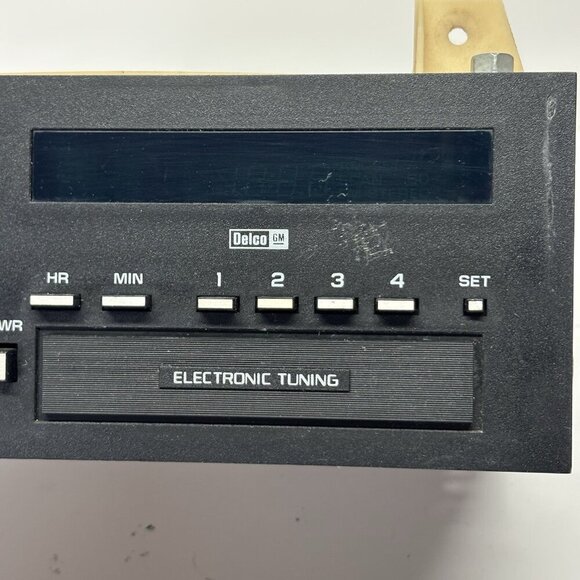 Delco GM
HR MIN 1 2 3 4 SET
WR
ELECTRONIC TUNING